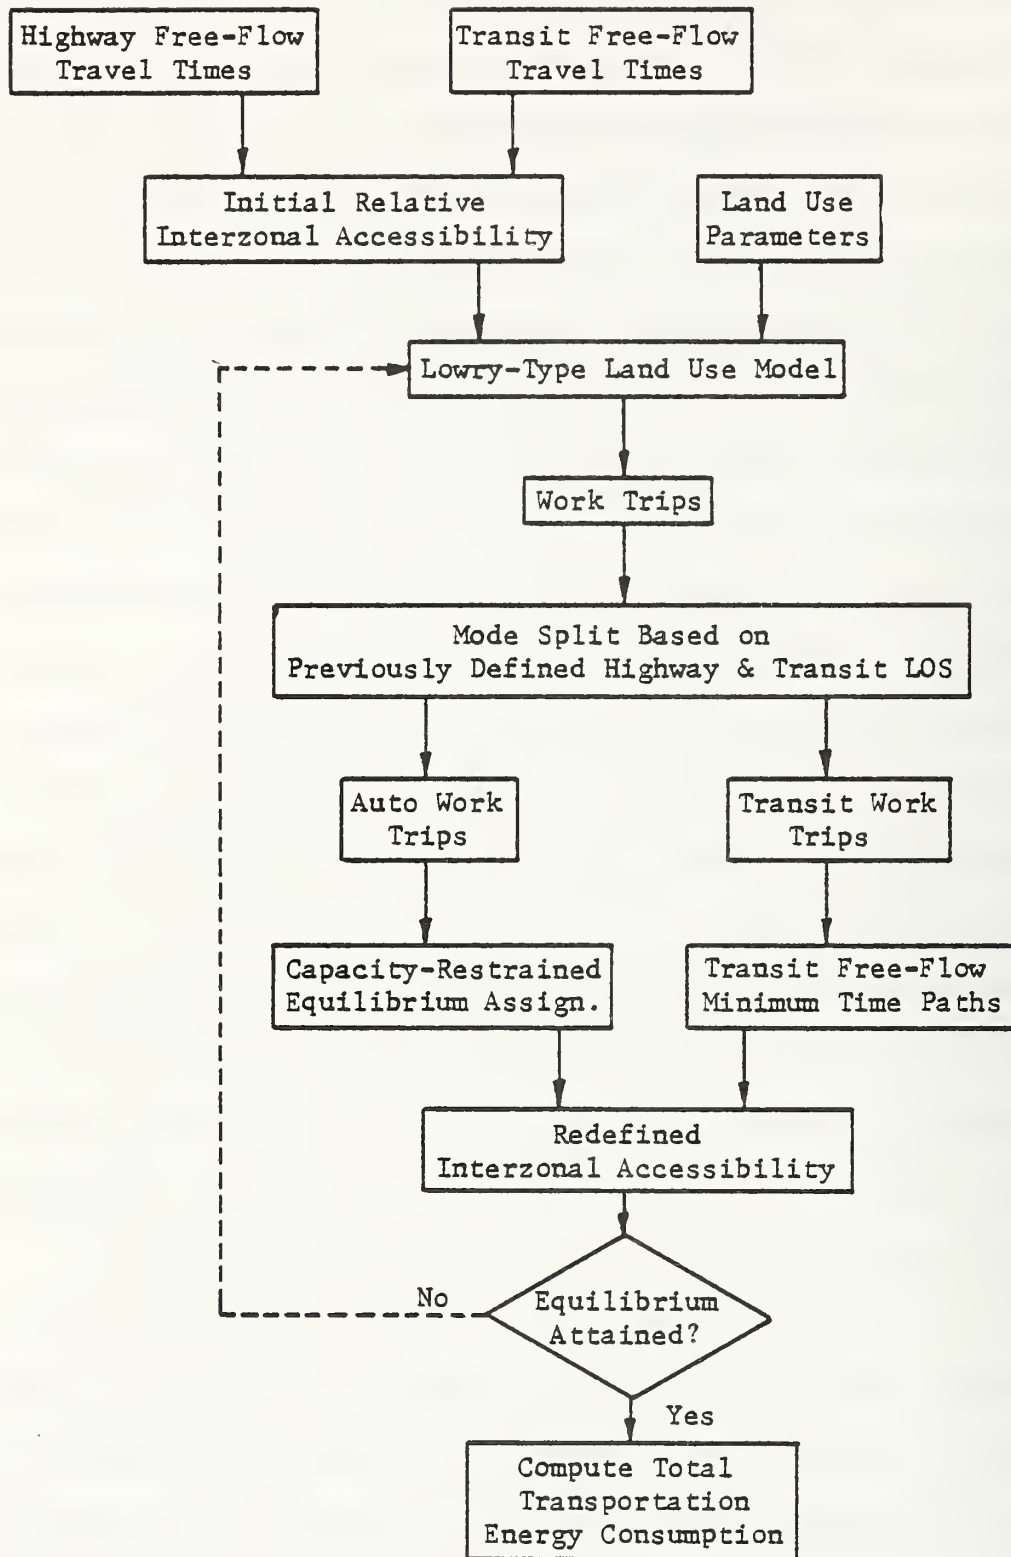 Highway Free-Flow
Travel Times
Transit Free-Flow
Travel Times
Initial Relative
Interzonal Accessibility
Land Use
Parameters
Lowry-Type Land Use Model
Work Trips
Mode Split Based on
Previously Defined Highway & Transit LOS
Auto Work
Trips
Transit Work
Trips
Capacity-Restrained
Equilibrium Assign.
Transit Free-Flow
Minimum Time Paths
Redefined
Interzonal Accessibility
No
Equilibrium
Attained?
Yes
Compute Total
Transportation
Energy Consumption